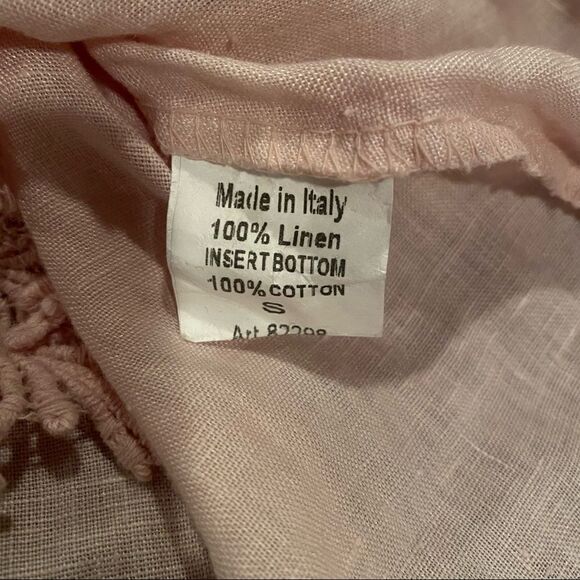 Made in Italy
100% Linen
INSERT BOTTOM
100% COTTON
S
Art